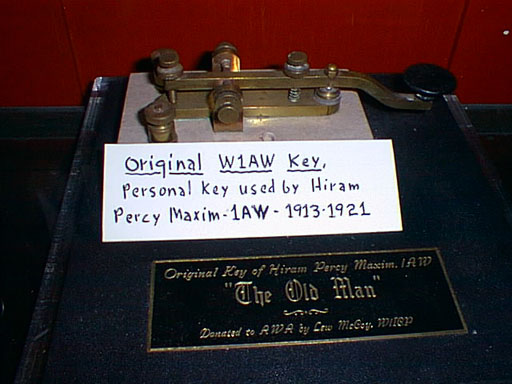 Original W1AW Key,
Personal Key used by Hiram
Percy Maxim-1AW-1913-1921
Original Key of Hiram Percy Maxim, 1AW
"The Old Man"
Donated to AWA by Lew McCoy, W1ICP